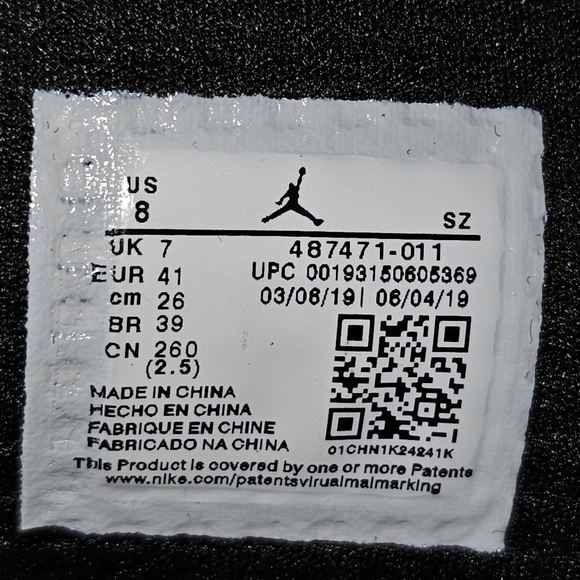 US
8
SZ
UK 7
487471-011
EUR 41
UPC 00193150605369
cm 26
03/06/19| 06/04/19
BR 39
CN 260
(2.5)
MADE IN CHINA
HECHO EN CHINA
FABRIQUE EN CHINE
FABRICADO NA CHINA
01CHN1K24241K
This Product is covered by one or more Patents
www.nike.com/patentsvirualmalmarking